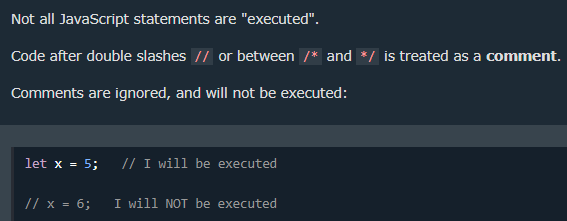 Not all JavaScript statements are "executed".
Code after double slashes // or between /* and */ is treated as a comment.
Comments are ignored, and will not be executed:
let x = 5;   // I will be executed
// x = 6;   I will NOT be executed